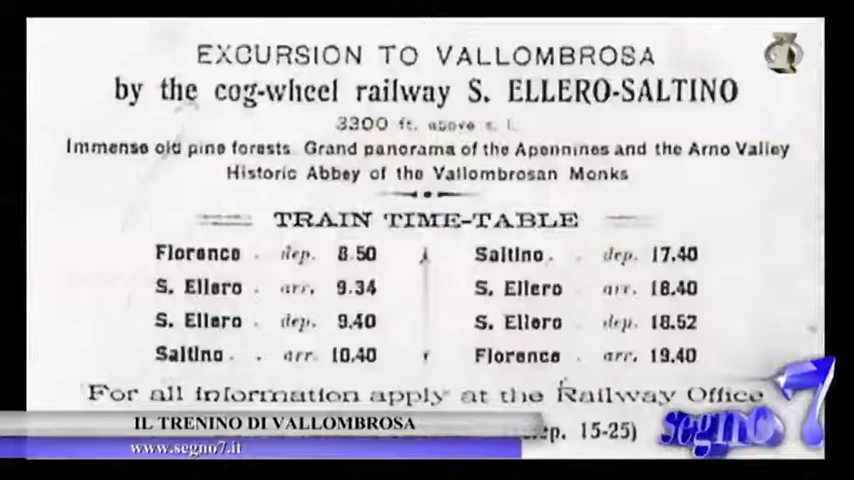 EXCURSION TO VALLOMBROSA
by the cog-wheel railway S. ELLERO-SALTINO
3300 ft. above s. l.
Immense old pine forests. Grand panorama of the Apennines and the Arno Valley
Historic Abbey of the Vallombrosan Monks
TRAIN TIME-TABLE
Florence . dep. 8.50 Saltino . . dep. 17.40
S. Ellero . arr. 9.34 S. Ellero . arr. 18.40
S. Ellero . dep. 9.40 S. Ellero . dep. 18.52
Saltino . . arr. 10.40 Florence . arr. 19.40
For all information apply at the Railway Office
15-25)
IL TRENINO DI VALLOMBROSA
www.segno7.it
segno 7